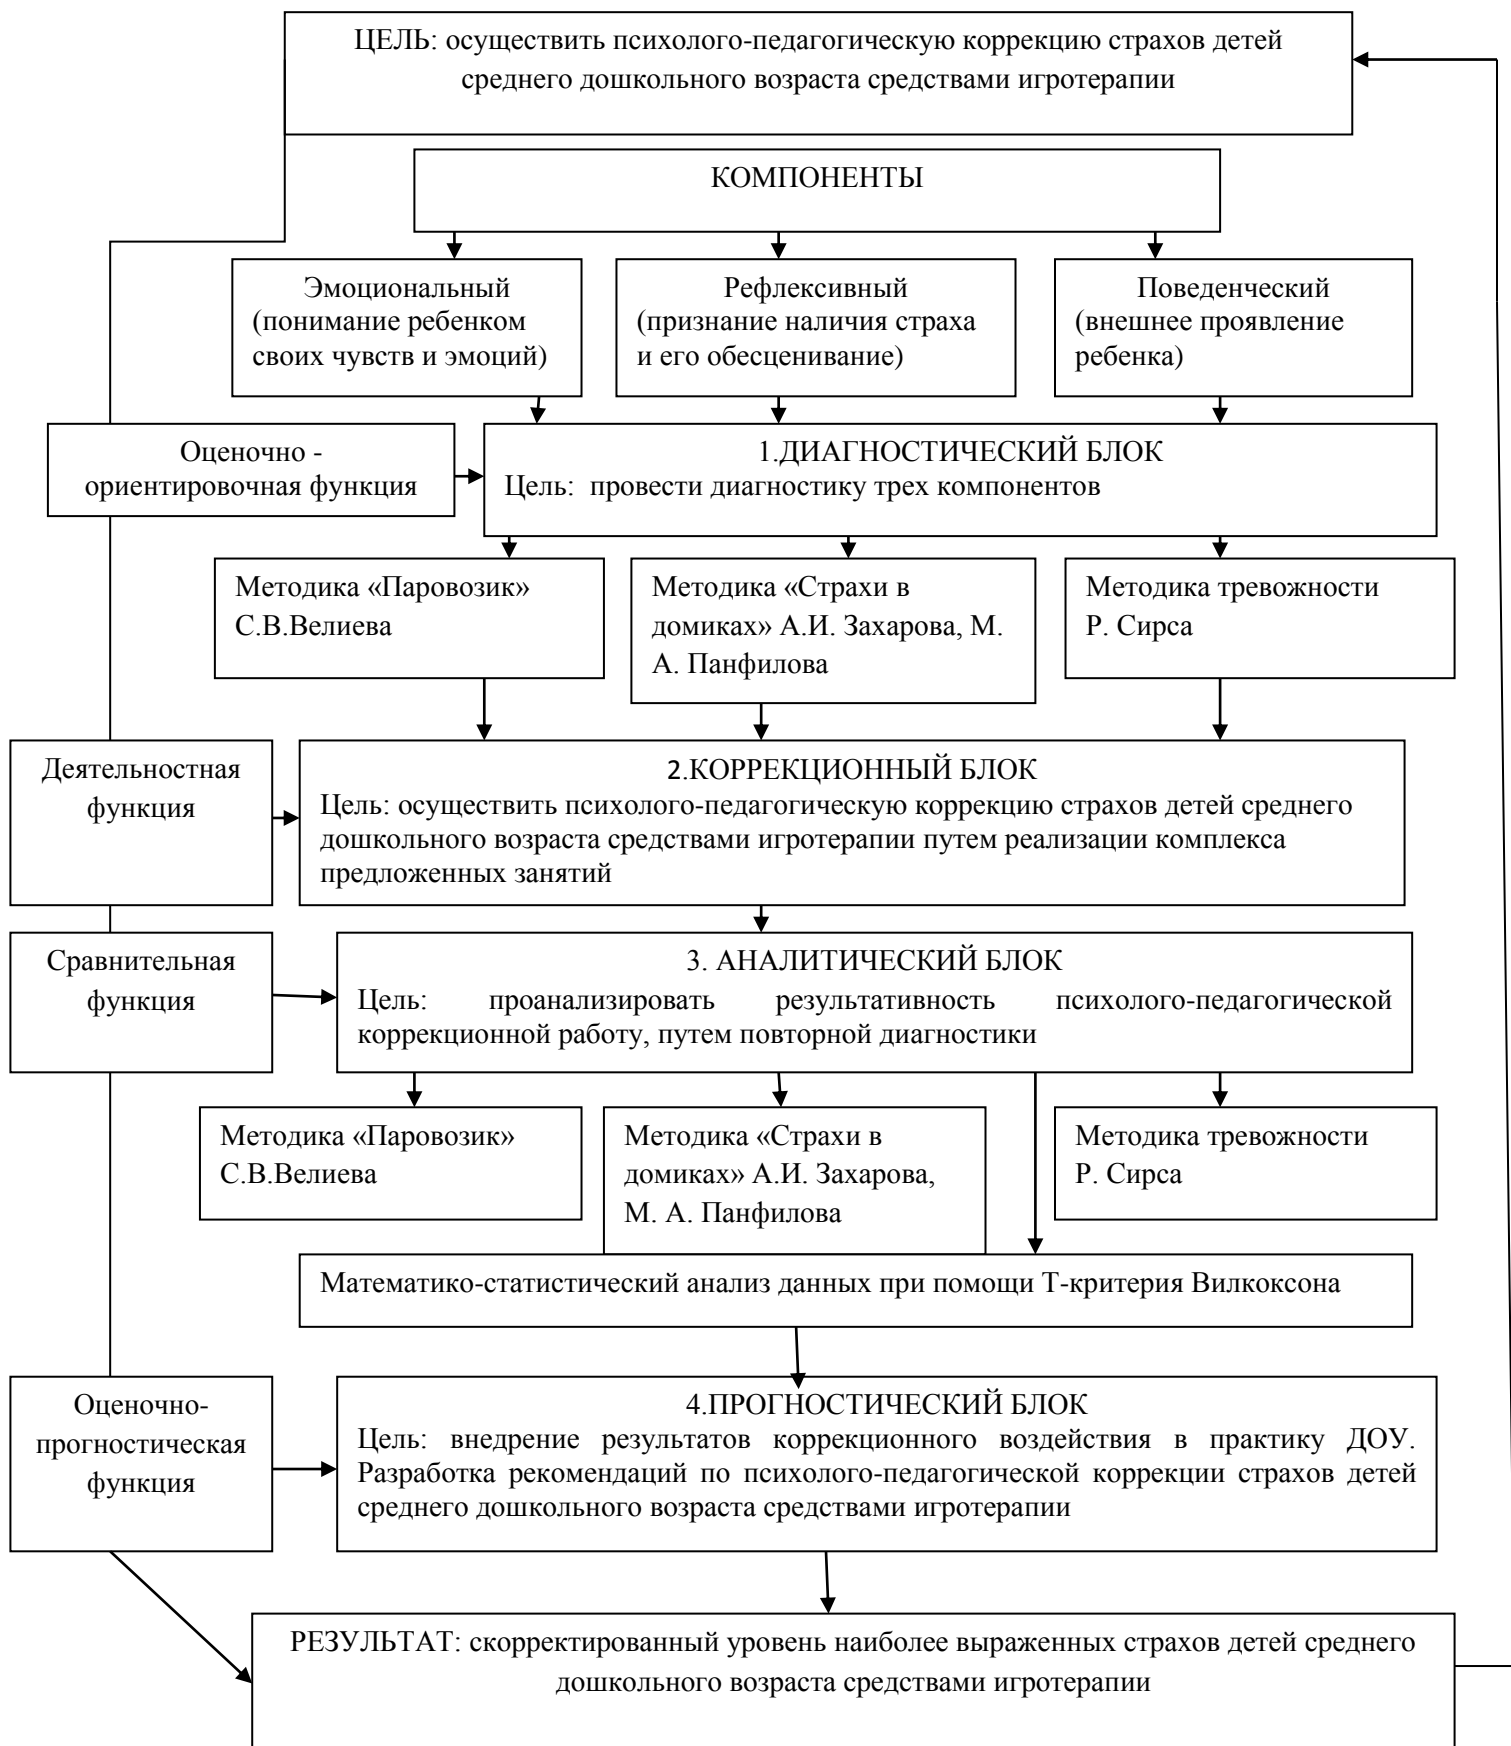 ЦЕЛЬ: осуществить психолого-педагогическую коррекцию страхов детей
среднего дошкольного возраста средствами игротерапии
КОМПОНЕНТЫ
Эмоциональный
(понимание ребенком
своих чувств и эмоций)
Рефлексивный
(признание наличия страха
и его обесценивание)
Поведенческий
(внешнее проявление
ребенка)
Оценочно -
ориентировочная функция
1.ДИАГНОСТИЧЕСКИЙ БЛОК
Цель: провести диагностику трех компонентов
Методика «Паровозик»
С.В.Велиева
Методика «Страхи в
домиках» А.И. Захарова, М.
А. Панфилова
Методика тревожности
Р. Сирса
Деятельностная
функция
2.КОРРЕКЦИОННЫЙ БЛОК
Цель: осуществить психолого-педагогическую коррекцию страхов детей среднего
дошкольного возраста средствами игротерапии путем реализации комплекса
предложенных занятий
Сравнительная
функция
3. АНАЛИТИЧЕСКИЙ БЛОК
Цель: проанализировать результативность психолого-педагогической
коррекционной работу, путем повторной диагностики
Методика «Паровозик»
С.В.Велиева
Методика «Страхи в
домиках» А.И. Захарова,
М. А. Панфилова
Методика тревожности
Р. Сирса
Математико-статистический анализ данных при помощи Т-критерия Вилкоксона
Оценочно-
прогностическая
функция
4.ПРОГНОСТИЧЕСКИЙ БЛОК
Цель: внедрение результатов коррекционного воздействия в практику ДОУ.
Разработка рекомендаций по психолого-педагогической коррекции страхов детей
среднего дошкольного возраста средствами игротерапии
РЕЗУЛЬТАТ: скорректированный уровень наиболее выраженных страхов детей среднего
дошкольного возраста средствами игротерапии